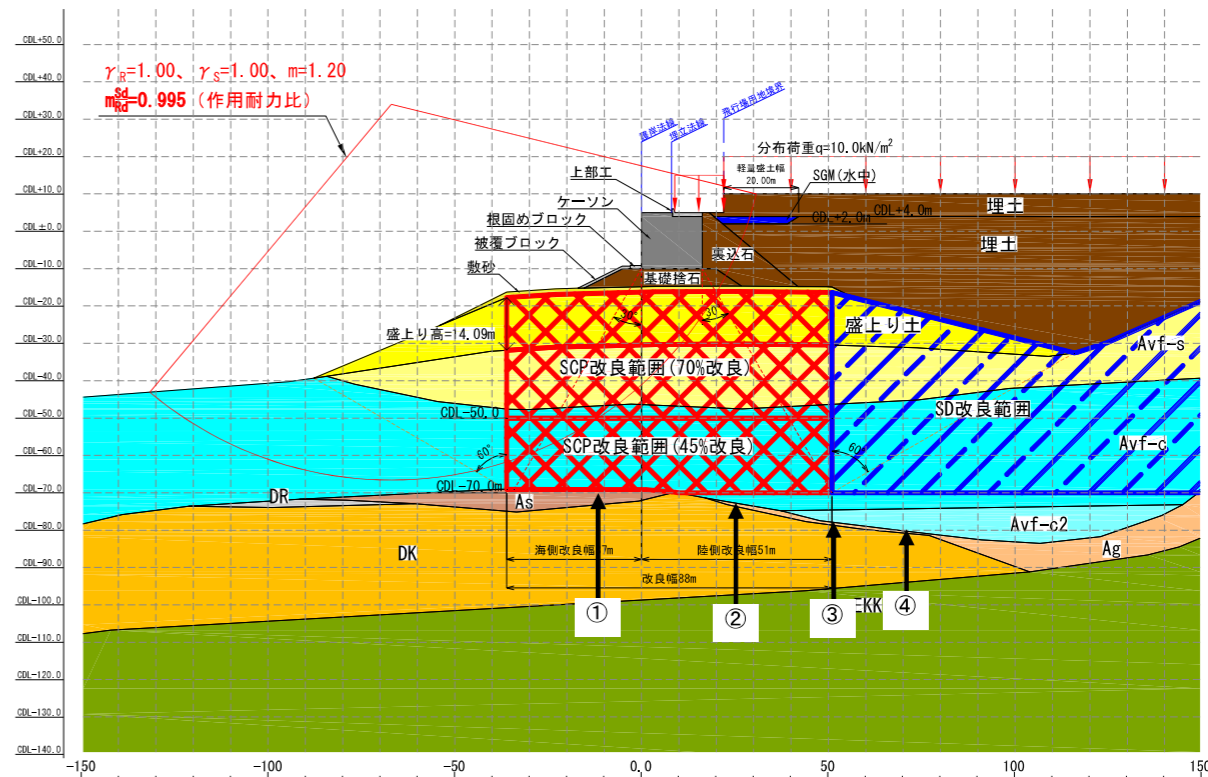 CDL+50.0
CDL+40.0
CDL+30.0
CDL+20.0
CDL+10.0
CDL±0.0
CDL-10.0
CDL-20.0
CDL-30.0
CDL-40.0
CDL-50.0
CDL-60.0
CDL-70.0
CDL-80.0
CDL-90.0
CDL-100.0
CDL-110.0
CDL-120.0
CDL-130.0
CDL-140.0
γR=1.00、γS=1.00、m=1.20
m Sd/Rd=0.995 (作用耐力比)
護岸法線
埋立法線
飛行場用地境界
分布荷重q=10.0kN/m2
軽量盛土幅
20.00m
SGM(水中)
上部工
ケーソン
根固めブロック
被覆ブロック
敷砂
CDL+4.0m
CDL+2.0m
埋土
埋土
裏込石
基礎捨石
30°
30°
盛上り高=14.09m
盛上り土
Avf-s
SCP改良範囲(70%改良)
CDL-50.0
SD改良範囲
SCP改良範囲(45%改良)
Avf-c
60°
60°
CDL-70.0m
DR
As
Avf-c2
DK
Ag
海側改良幅37m
陸側改良幅51m
改良幅88m
①
②
③
④
EKK
-150
-100
-50
0.0
50
100
150